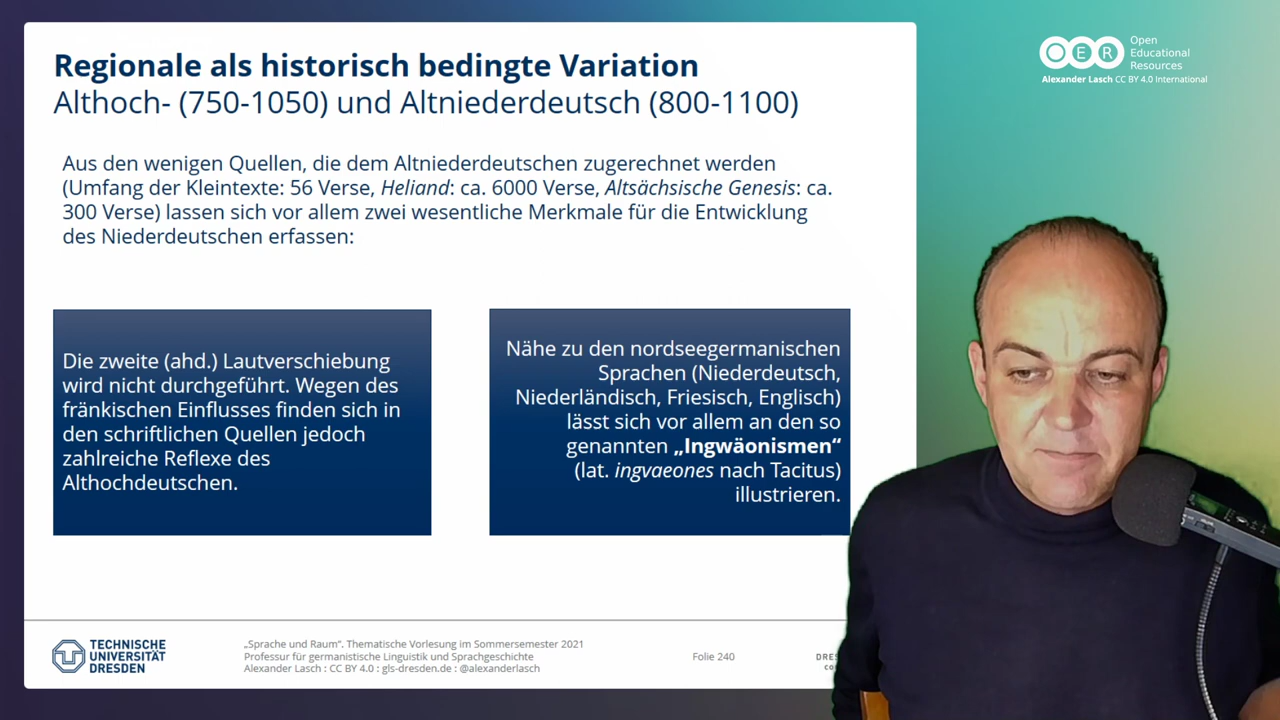 Regionale als historisch bedingte Variation
Althoch- (750-1050) und Altniederdeutsch (800-1100)
Aus den wenigen Quellen, die dem Altniederdeutschen zugerechnet werden
(Umfang der Kleintexte: 56 Verse, Heliand: ca. 6000 Verse, Altsächsische Genesis: ca.
300 Verse) lassen sich vor allem zwei wesentliche Merkmale für die Entwicklung
des Niederdeutschen erfassen:
Die zweite (ahd.) Lautverschiebung
wird nicht durchgeführt. Wegen des
fränkischen Einflusses finden sich in
den schriftlichen Quellen jedoch
zahlreiche Reflexe des
Althochdeutschen.
Nähe zu den nordseegermanischen
Sprachen (Niederdeutsch,
Niederländisch, Friesisch, Englisch)
lässt sich vor allem an den so
genannten „Ingwäonismen“
(lat. ingvaeones nach Tacitus)
illustrieren.
TECHNISCHE
UNIVERSITÄT
DRESDEN
„Sprache und Raum“. Thematische Vorlesung im Sommersemester 2021
Professur für germanistische Linguistik und Sprachgeschichte
Alexander Lasch : CC BY 4.0 : gls-dresden.de : @alexanderlasch
Folie 240
OER
Open
Educational
Resources
Alexander Lasch CC BY 4.0 International